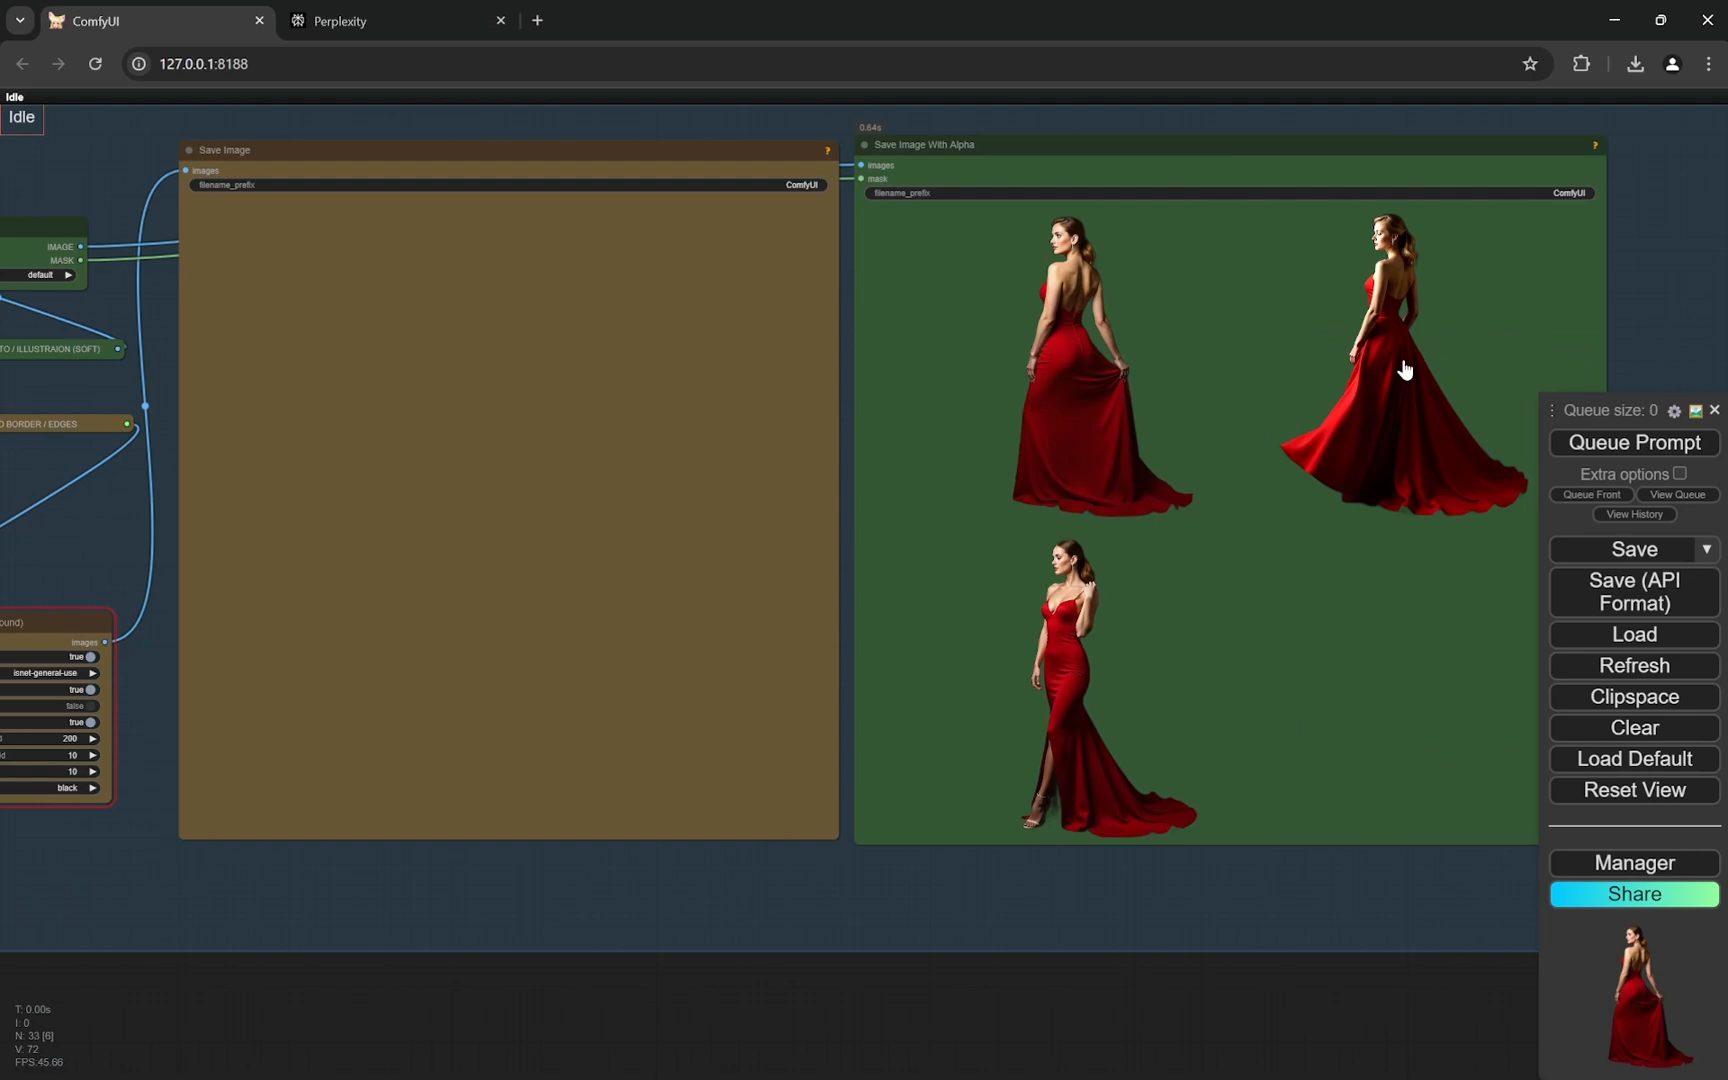 ComfyUI
Perplexity
127.0.0.1:8188
Idle
Idle
0.64s
Save Image ?
images
filename_prefix ComfyUI
Save Image With Alpha ?
images
mask
filename_prefix ComfyUI
IMAGE
MASK
default
TO / ILLUSTRAION (SOFT)
D BORDER / EDGES
ound)
images
true
isnet-general-use
true
false
true
200
10
10
black
Queue size: 0
Queue Prompt
Extra options
Queue Front View Queue
View History
Save
Save (API
Format)
Load
Refresh
Clipspace
Clear
Load Default
Reset View
Manager
Share
T: 0.00s
I: 0
N: 33 [6]
V: 72
FPS:45.66